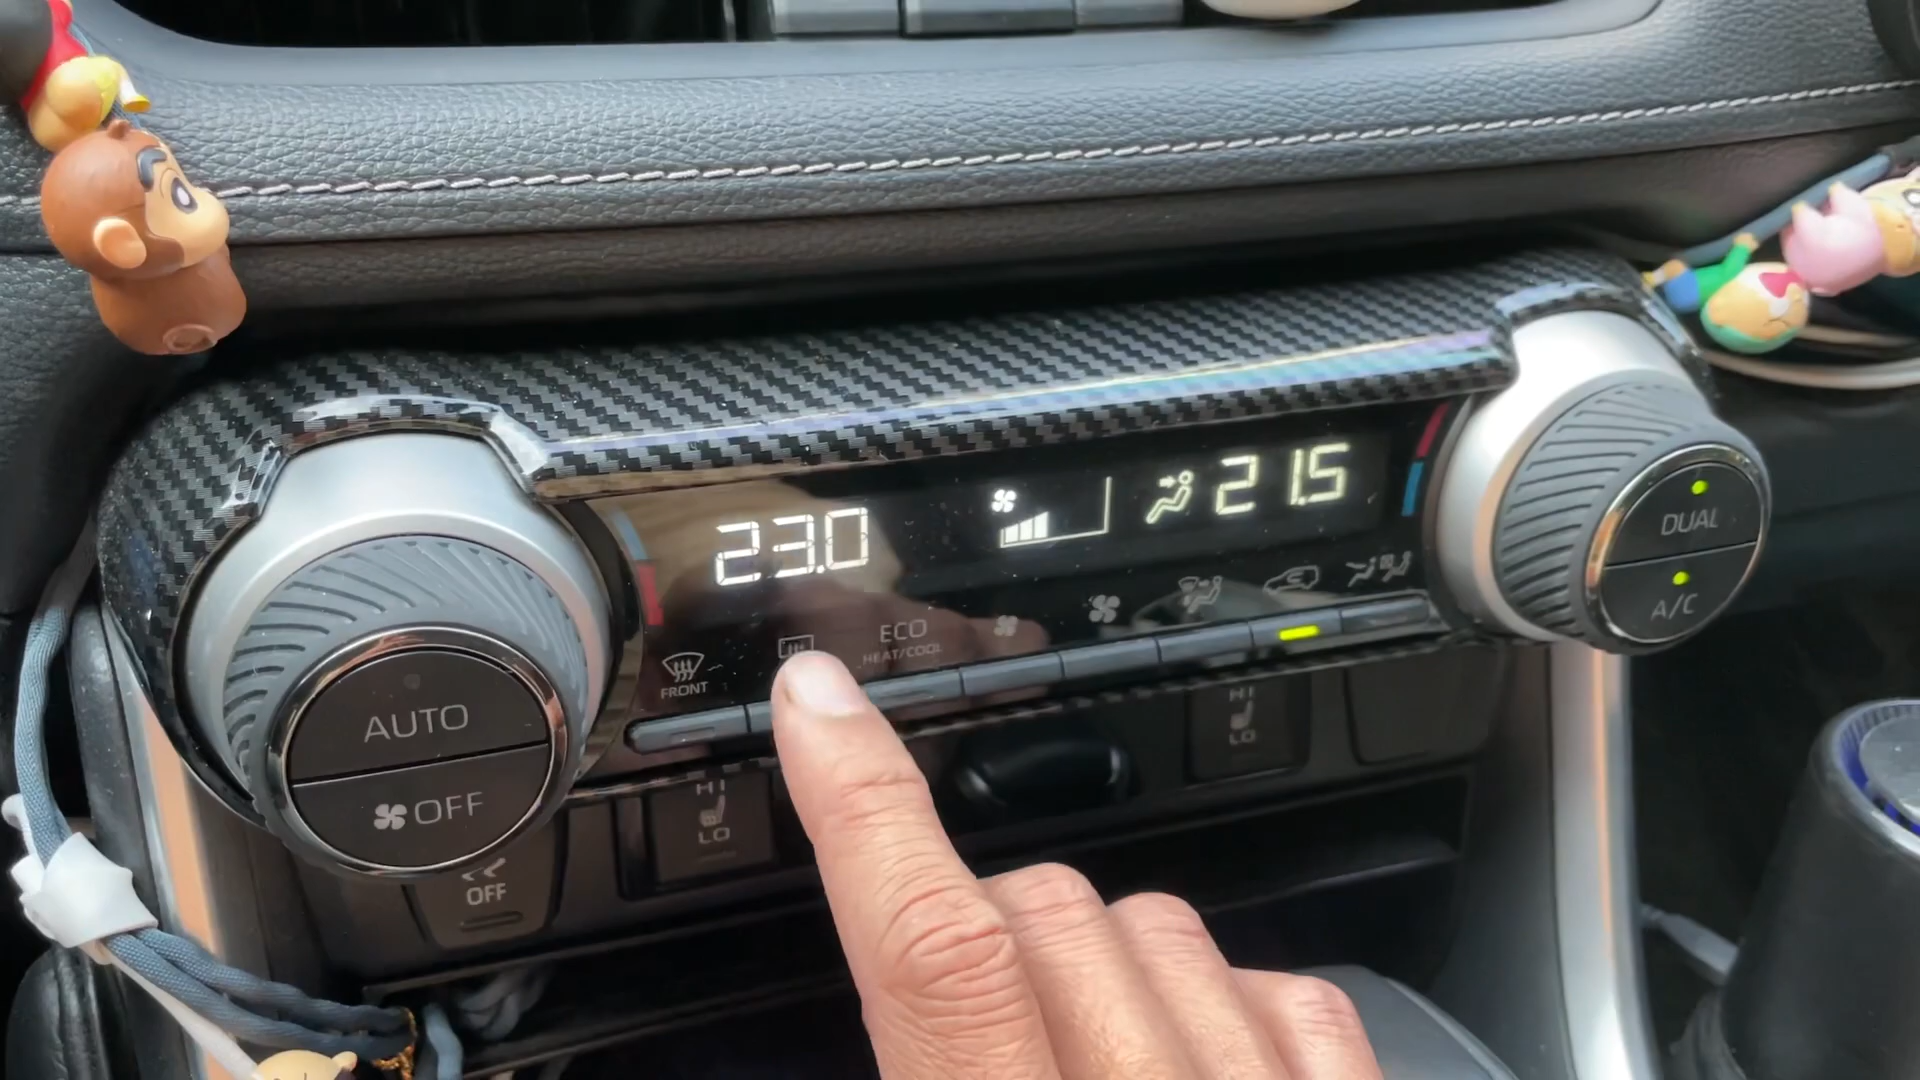 23.0
21.5
DUAL
A/C
ECO
HEAT/COOL
FRONT
AUTO
OFF
HI
LO
HI
LO
OFF